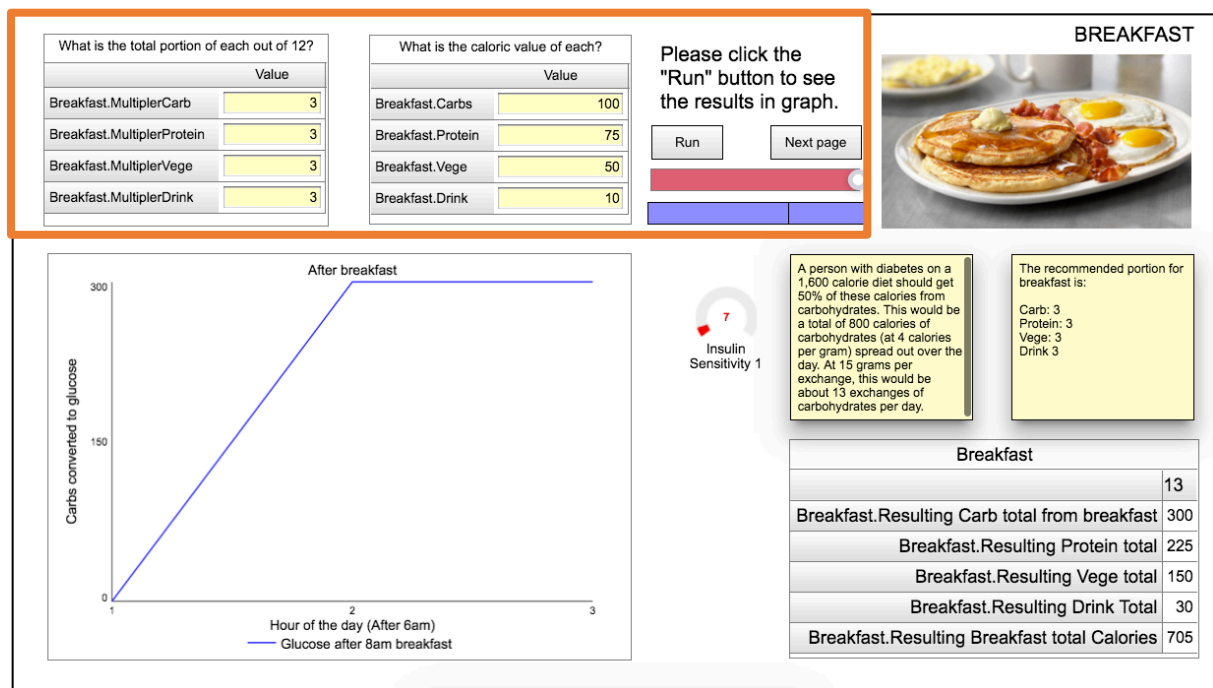 BREAKFAST
What is the total portion of each out of 12?
Value
Breakfast.MultiplerCarb 3
Breakfast.MultiplerProtein 3
Breakfast.MultiplerVege 3
Breakfast.MultiplerDrink 3
What is the caloric value of each?
Value
Breakfast.Carbs 100
Breakfast.Protein 75
Breakfast.Vege 50
Breakfast.Drink 10
Please click the
"Run" button to see
the results in graph.
Run
Next page
After breakfast
300
150
0
Carbs converted to glucose
1
2
3
Hour of the day (After 6am)
Glucose after 8am breakfast
7
Insulin
Sensitivity 1
A person with diabetes on a
1,600 calorie diet should get
50% of these calories from
carbohydrates. This would be
a total of 800 calories of
carbohydrates (at 4 calories
per gram) spread out over the
day. At 15 grams per
exchange, this would be
about 13 exchanges of
carbohydrates per day.
The recommended portion for
breakfast is:
Carb: 3
Protein: 3
Vege: 3
Drink 3
Breakfast
13
Breakfast.Resulting Carb total from breakfast 300
Breakfast.Resulting Protein total 225
Breakfast.Resulting Vege total 150
Breakfast.Resulting Drink Total 30
Breakfast.Resulting Breakfast total Calories 705